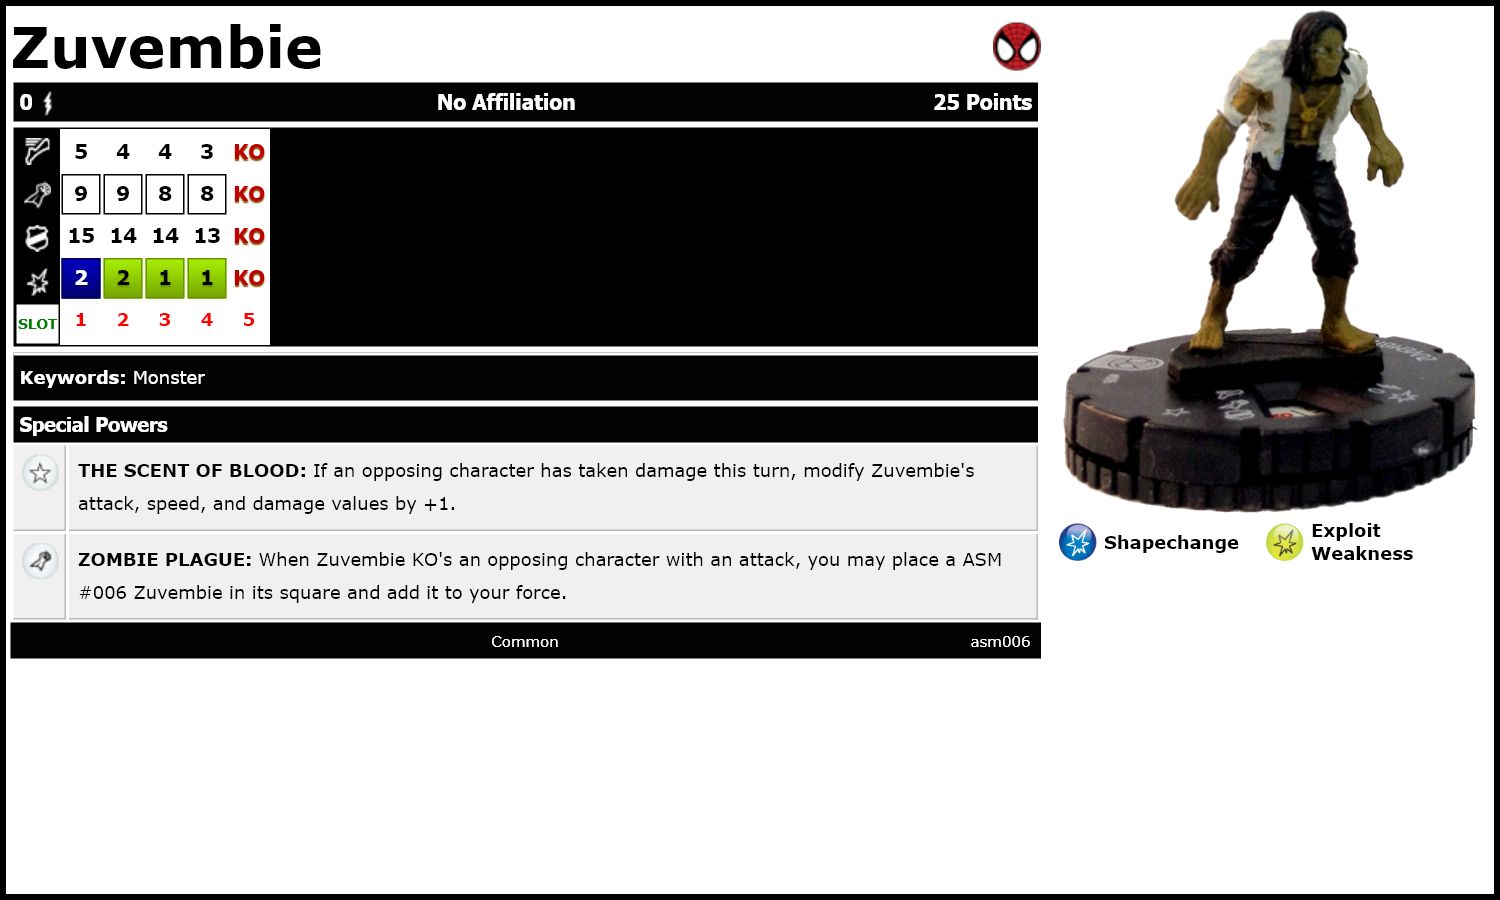 Zuvembie
0 No Affiliation 25 Points
5 4 4 3 KO
9 9 8 8 KO
15 14 14 13 KO
2 2 1 1 KO
SLOT 1 2 3 4 5
Keywords: Monster
Special Powers
THE SCENT OF BLOOD: If an opposing character has taken damage this turn, modify Zuvembie's
attack, speed, and damage values by +1.
ZOMBIE PLAGUE: When Zuvembie KO's an opposing character with an attack, you may place a ASM
#006 Zuvembie in its square and add it to your force.
Common asm006
Shapechange
Exploit
Weakness